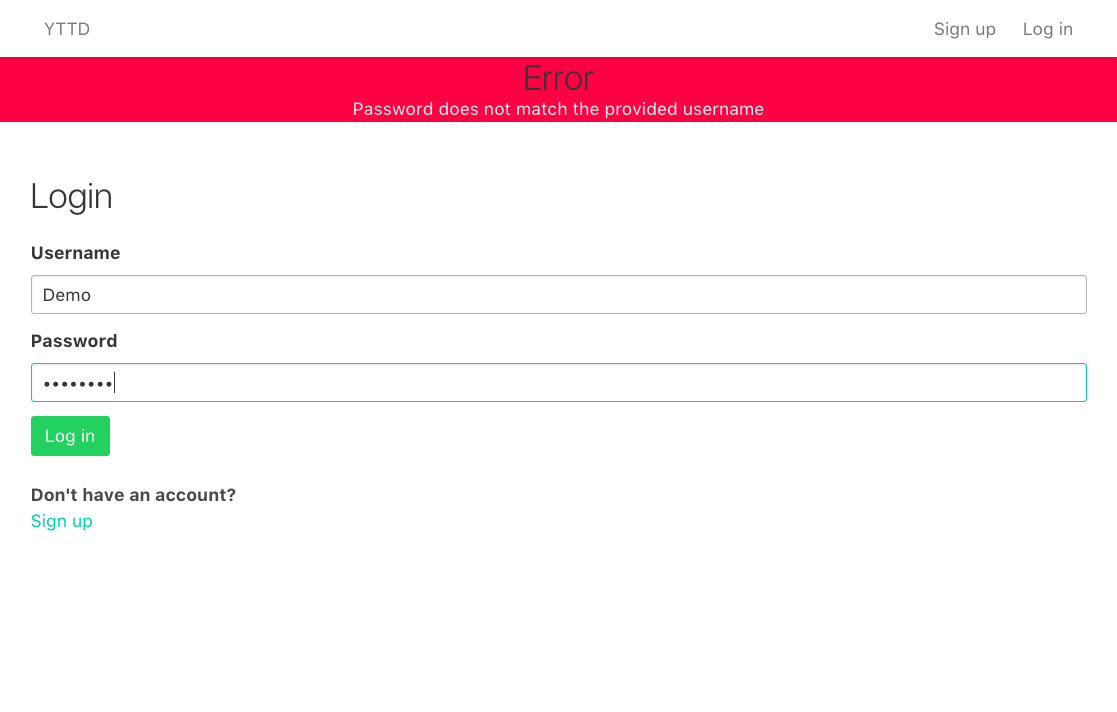 YTTD
Sign up Log in
Error
Password does not match the provided username
Login
Username
Demo
Password
••••••••
Log in
Don't have an account?
Sign up